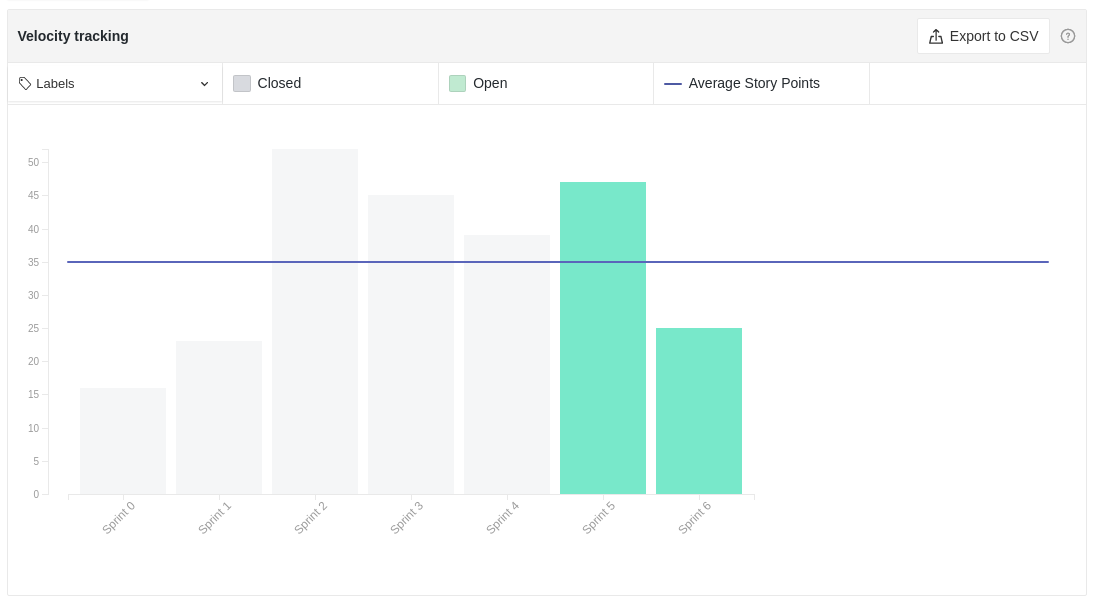 Velocity tracking
Export to CSV
?
Labels
Closed
Open
Average Story Points
50
45
40
35
30
25
20
15
10
5
0
Sprint 0
Sprint 1
Sprint 2
Sprint 3
Sprint 4
Sprint 5
Sprint 6